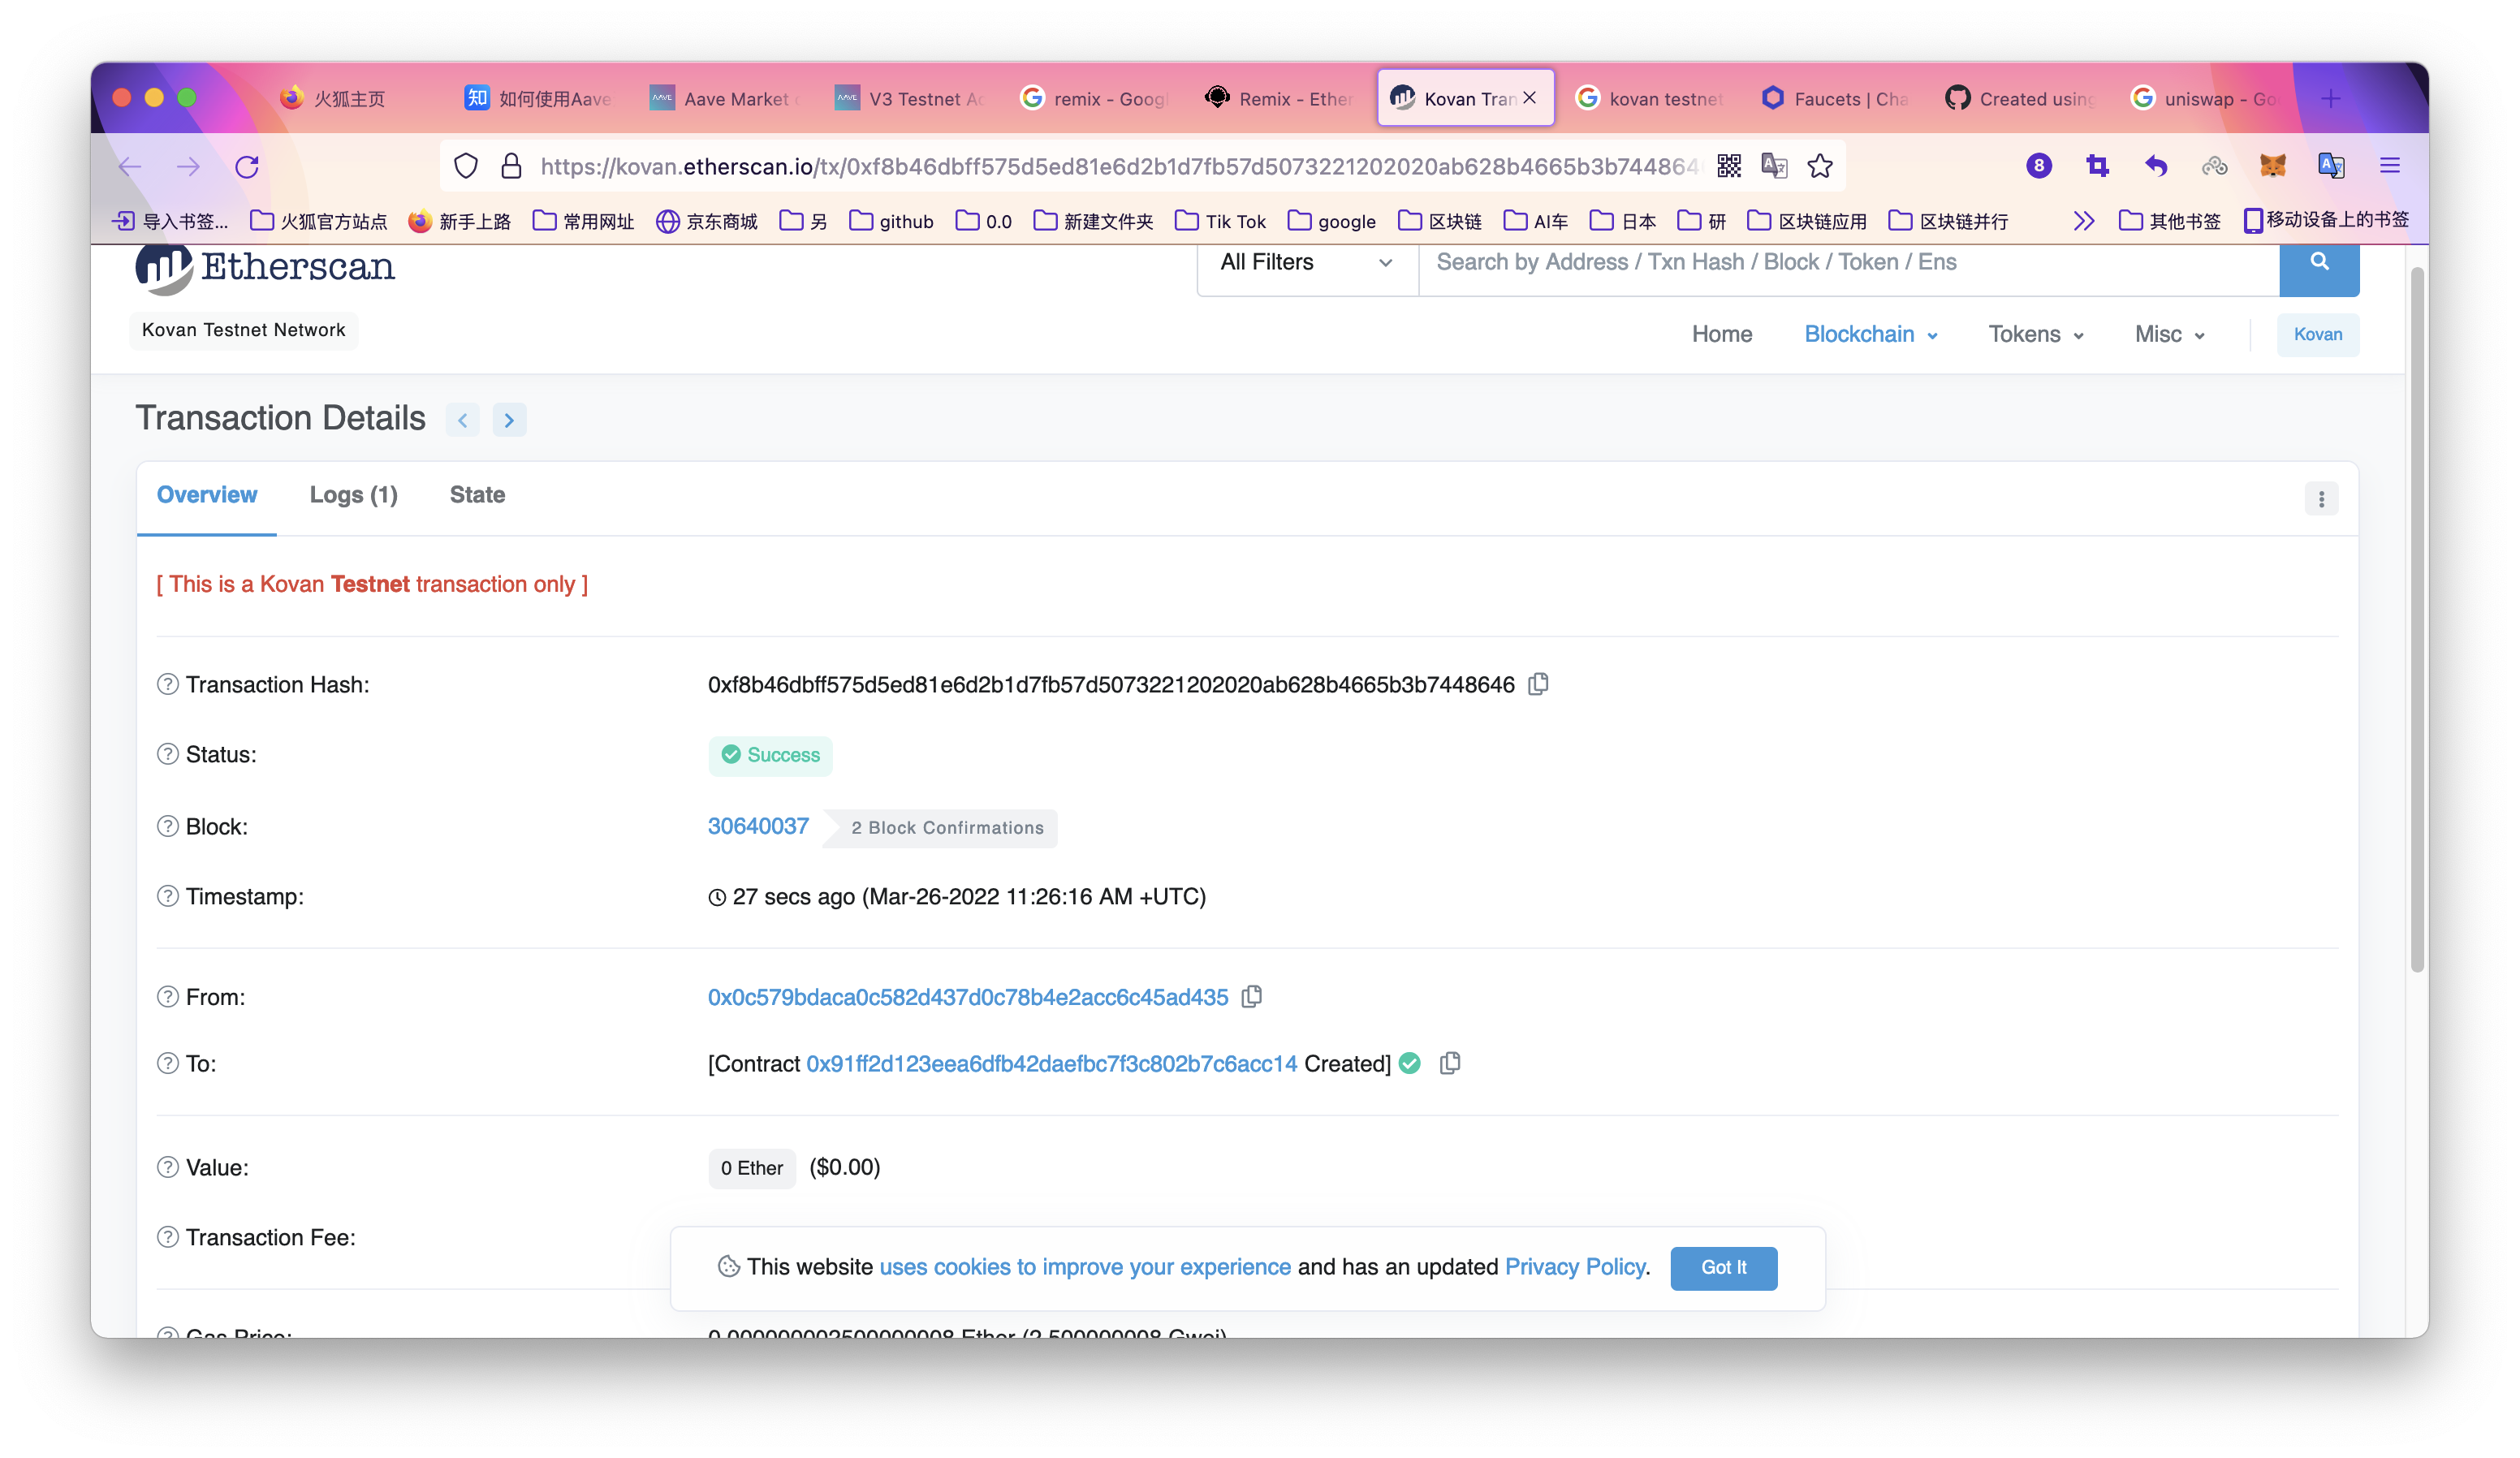 火狐主页
如何使用Aave
Aave Market
V3 Testnet
remix - Goog
Remix - Ether
Kovan Tran
kovan testnet
Faucets | Cha
Created using
uniswap - Go
https://kovan.etherscan.io/tx/0xf8b46dbff575d5ed81e6d2b1d7fb57d5073221202020ab628b4665b3b744864
8
导入书签...
火狐官方站点
新手上路
常用网址
京东商城
另
github
0.0
新建文件夹
Tik Tok
google
区块链
AI车
日本
研
区块链应用
区块链并行
其他书签
移动设备上的书签
Etherscan
All Filters
Search by Address / Txn Hash / Block / Token / Ens
Kovan Testnet Network
Home
Blockchain
Tokens
Misc
Kovan
Transaction Details
Overview
Logs (1)
State
[ This is a Kovan Testnet transaction only ]
Transaction Hash:
0xf8b46dbff575d5ed81e6d2b1d7fb57d5073221202020ab628b4665b3b7448646
Status:
Success
Block:
30640037
2 Block Confirmations
Timestamp:
27 secs ago (Mar-26-2022 11:26:16 AM +UTC)
From:
0x0c579bdaca0c582d437d0c78b4e2acc6c45ad435
To:
[Contract 0x91ff2d123eea6dfb42daefbc7f3c802b7c6acc14 Created]
Value:
0 Ether
($0.00)
Transaction Fee:
This website uses cookies to improve your experience and has an updated Privacy Policy.
Got It
Gas Price:
0.000000002500000008 Ether (2.500000008 Gwei)